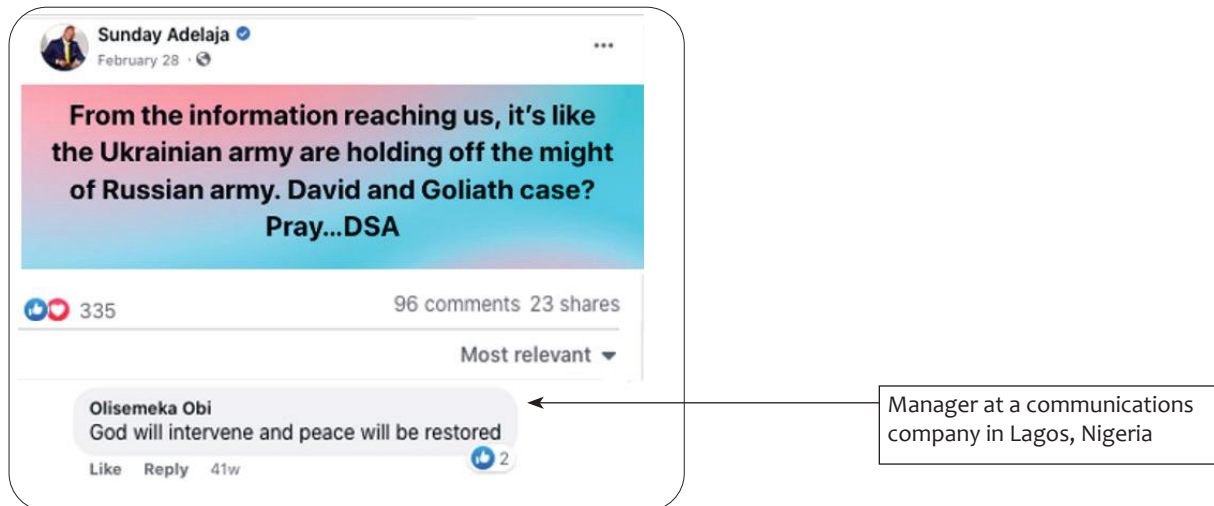 Sunday Adelaja
February 28 ·
From the information reaching us, it's like
the Ukrainian army are holding off the might
of Russian army. David and Goliath case?
Pray...DSA
335
96 comments 23 shares
Most relevant
Olisemeka Obi
God will intervene and peace will be restored
2
Like Reply 41w
Manager at a communications
company in Lagos, Nigeria